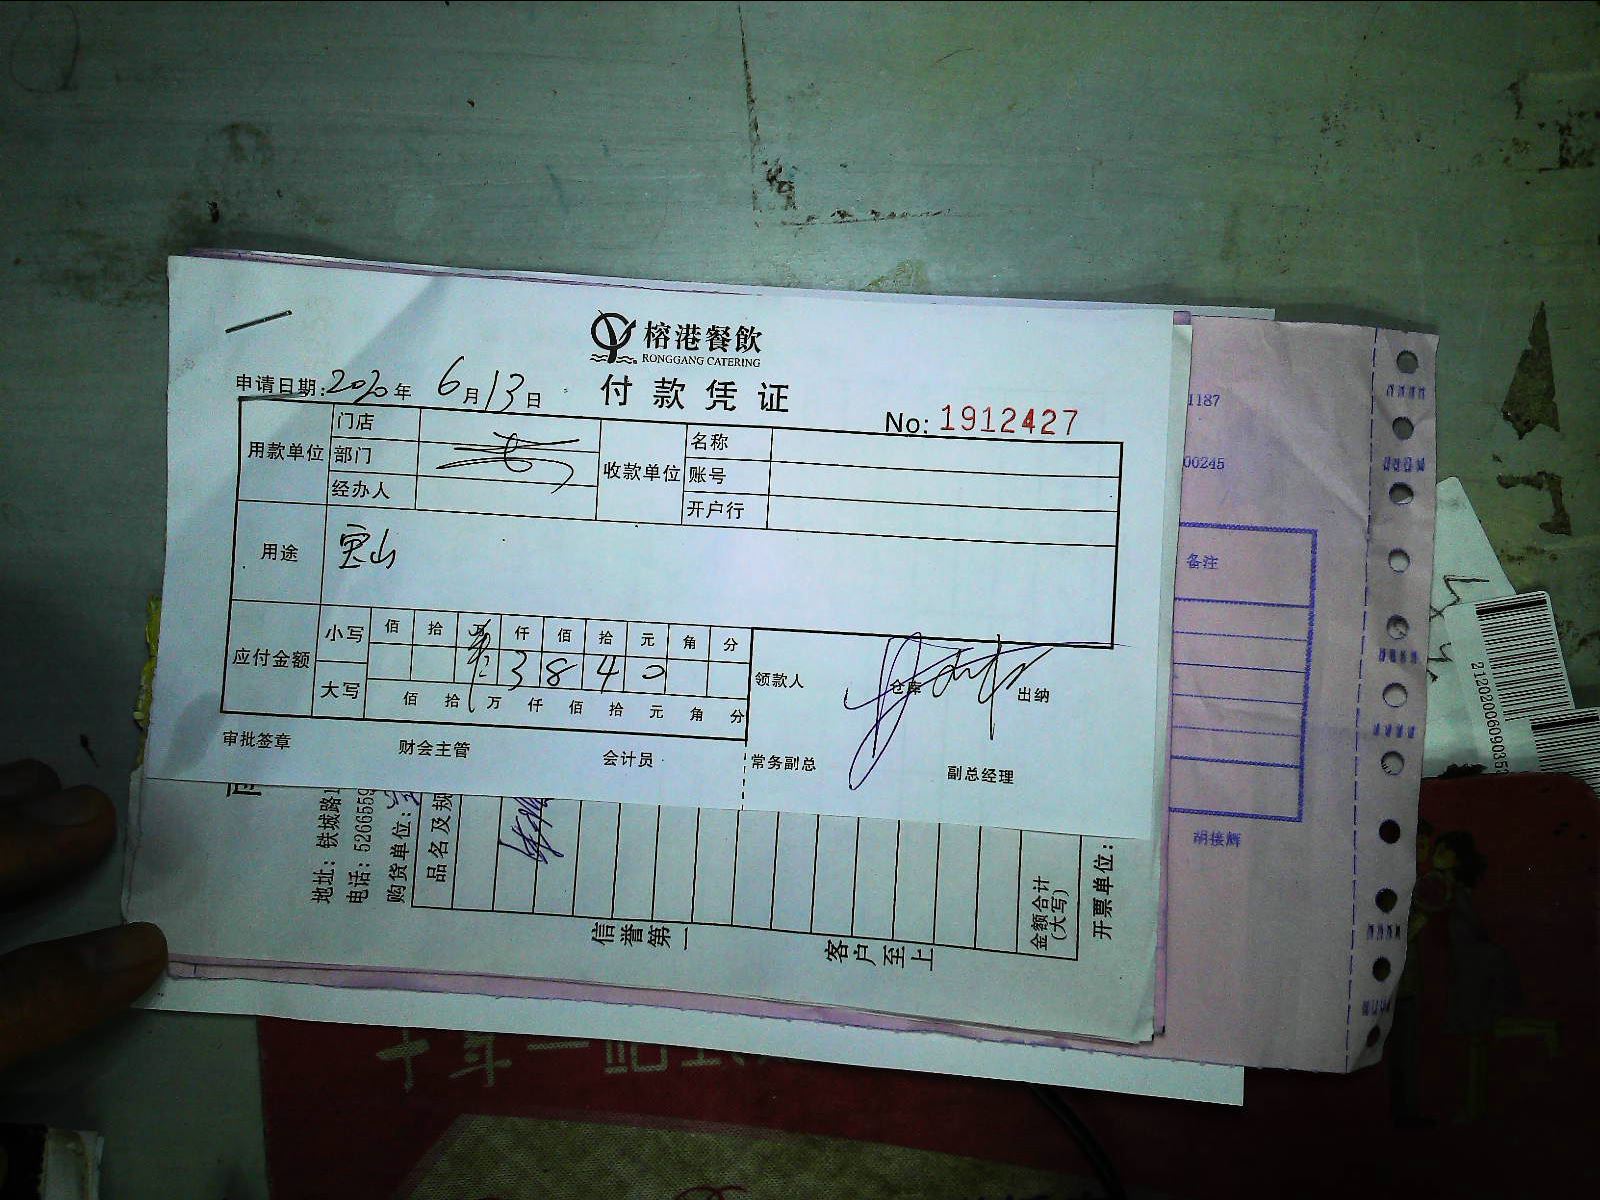 榕港餐飲
RONGGANG CATERING
付款凭证
申请日期:2020年 6月13日
No: 1912427
用款单位 门店 收款单位 名称
部门 账号
经办人 开户行
用途 宝山
应付金额 小写 佰 拾 万 仟 佰 拾 元 角 分
3 8 4 0
大写 佰 拾 万 仟 佰 拾 元 角 分
领款人 仓库 出纳
审批签章 财会主管 会计员 常务副总 副总经理
地址: 铁城路1
电话: 5266559
购货单位:
品名及规
信誉第一
客户至上
金额合计
(大写)
开票单位:
1187
00245
备注
胡接辉